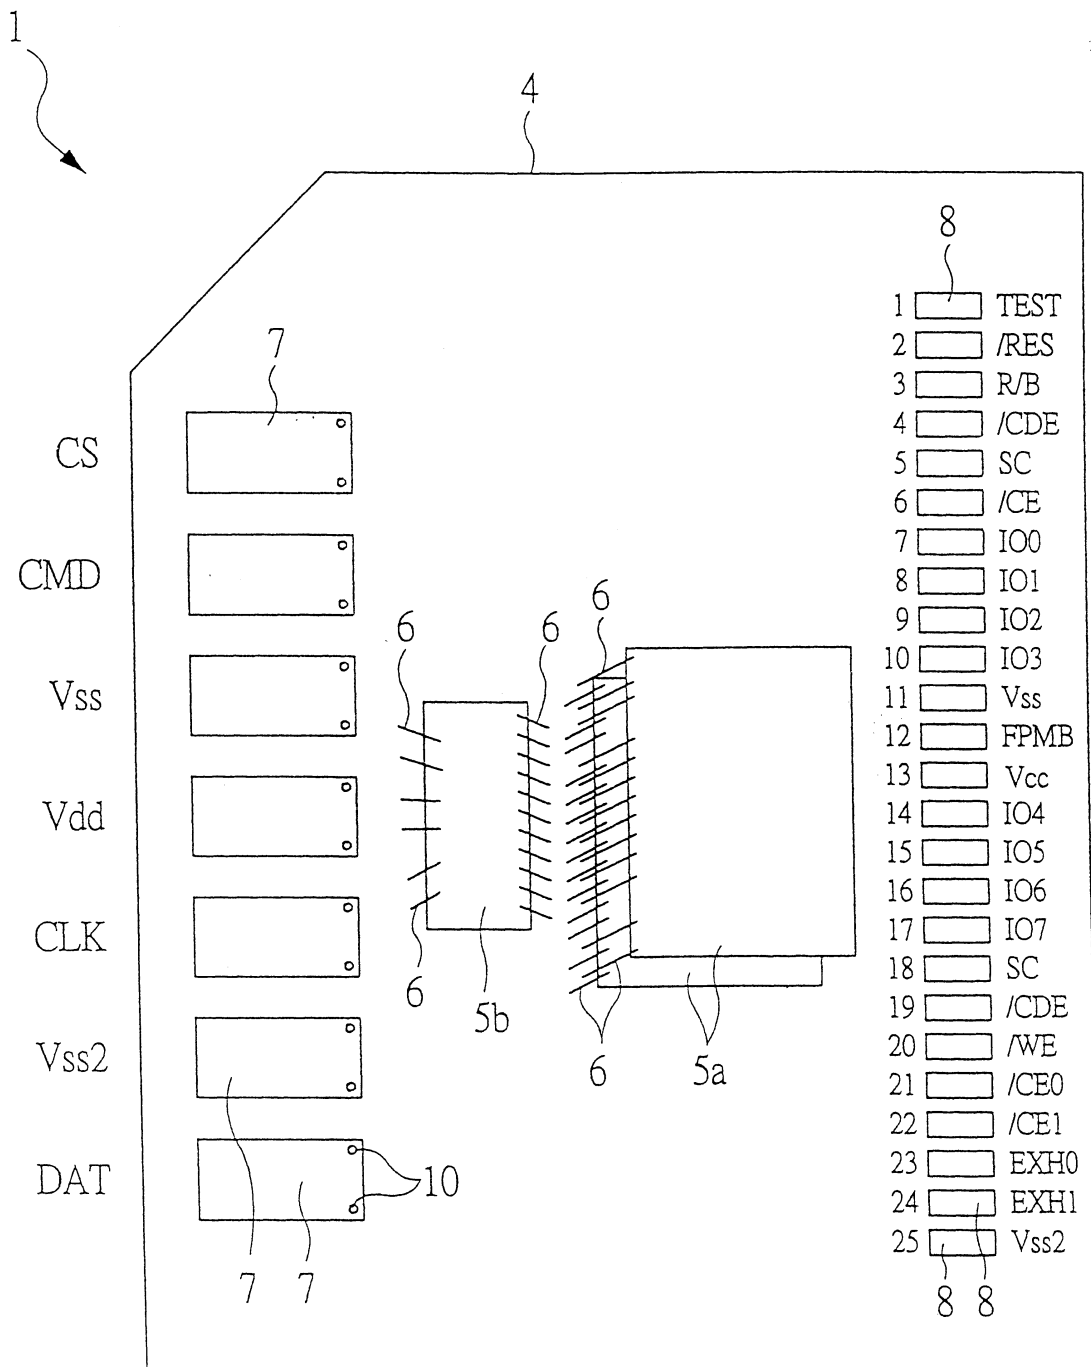 1
4
8
1 TEST
2 /RES
7
3 R/B
4 /CDE
CS
5 SC
6 /CE
7 IO0
CMD
8 IO1
6
6
6
9 IO2
10 IO3
Vss
11 Vss
12 FPMB
13 Vcc
Vdd
14 IO4
15 IO5
16 IO6
CLK
17 IO7
18 SC
6
5b
19 /CDE
Vss2
6
5a
20 /WE
21 /CE0
22 /CE1
DAT
10
23 EXH0
24 EXH1
25 Vss2
7
7
8
8